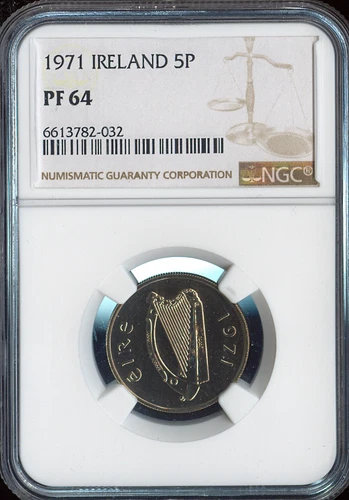 1971 IRELAND 5P
PF 64
6613782-032
NUMISMATIC GUARANTY CORPORATION
NGC®
éire 1971